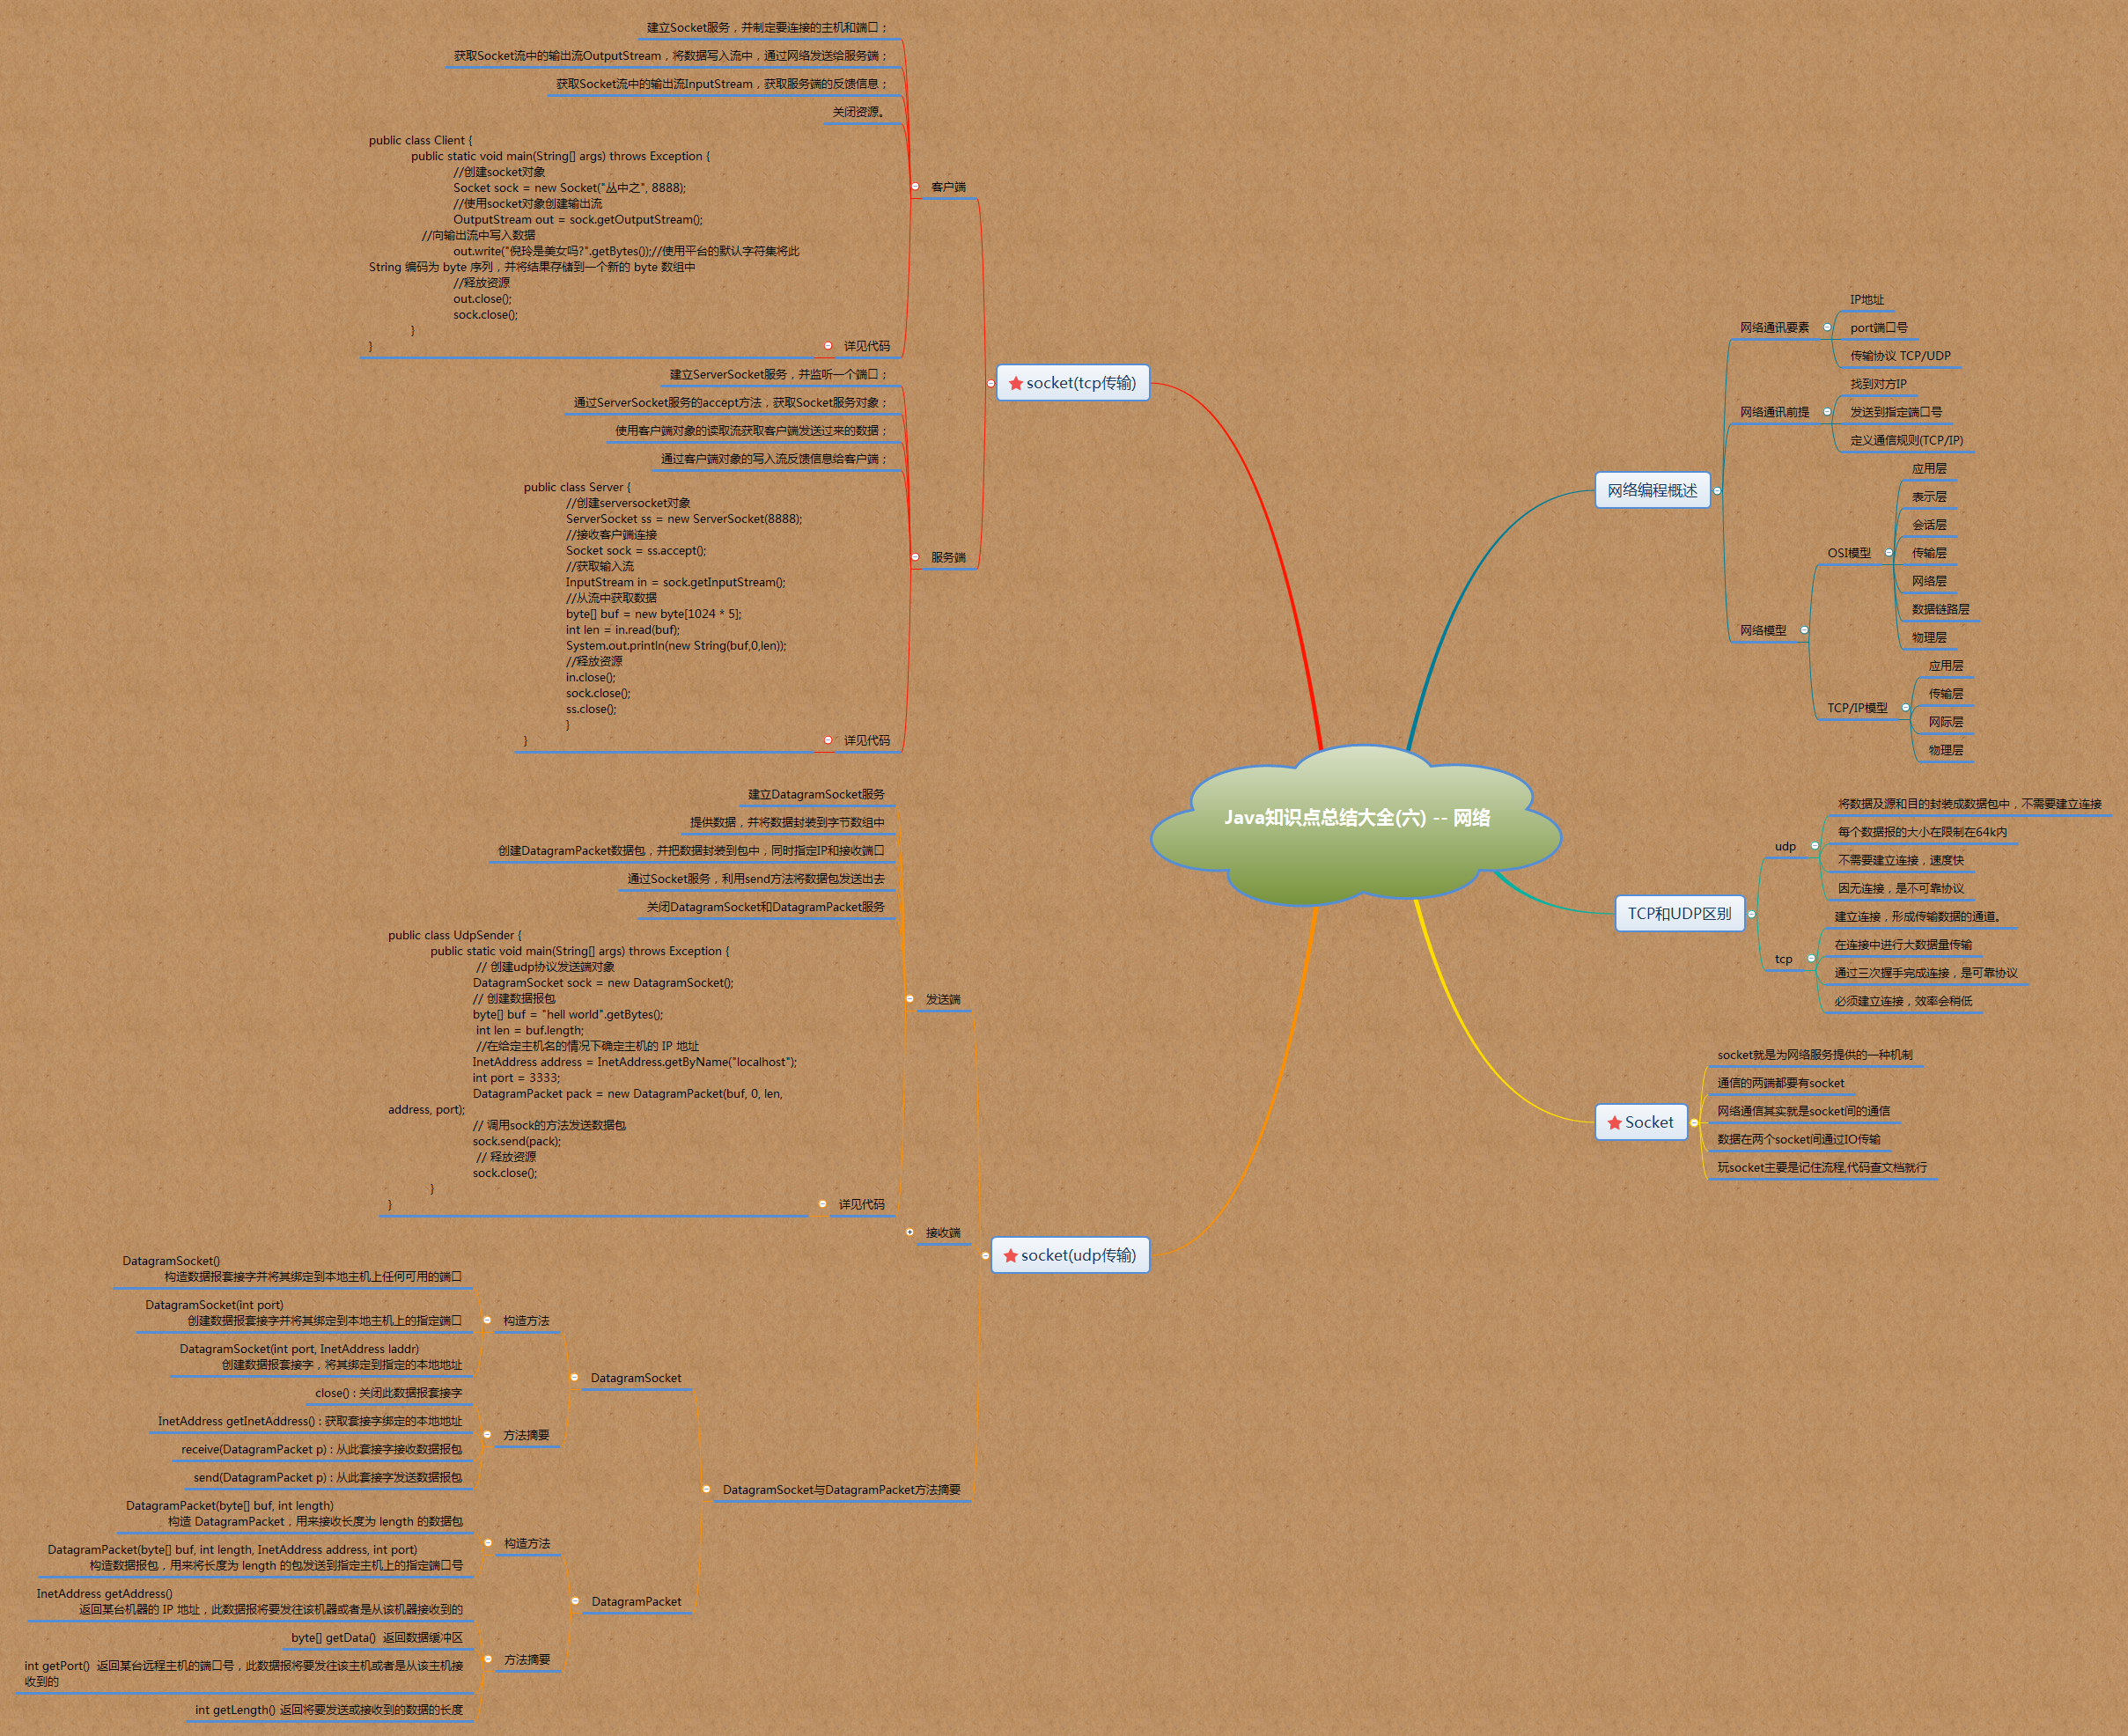 Java知识点总结大全(六) -- 网络
网络编程概述
网络通讯要素
IP地址
port端口号
传输协议 TCP/UDP
网络通讯前提
找到对方IP
发送到指定端口号
定义通信规则(TCP/IP)
网络模型
OSI模型
应用层
表示层
会话层
传输层
网络层
数据链路层
物理层
TCP/IP模型
应用层
传输层
网际层
物理层
TCP和UDP区别
udp
将数据及源和目的封装成数据包中，不需要建立连接
每个数据报的大小在限制在64k内
不需要建立连接，速度快
因无连接，是不可靠协议
tcp
建立连接，形成传输数据的通道。
在连接中进行大数据量传输
通过三次握手完成连接，是可靠协议
必须建立连接，效率会稍低
Socket
socket就是为网络服务提供的一种机制
通信的两端都要有socket
网络通信其实就是socket间的通信
数据在两个socket间通过IO传输
玩socket主要是记住流程,代码查文档就行
socket(tcp传输)
客户端
建立Socket服务，并制定要连接的主机和端口；
获取Socket流中的输出流OutputStream，将数据写入流中，通过网络发送给服务端；
获取Socket流中的输出流InputStream，获取服务端的反馈信息；
关闭资源。
详见代码
public class Client {
public static void main(String[] args) throws Exception {
//创建socket对象
Socket sock = new Socket("丛中之", 8888);
//使用socket对象创建输出流
OutputStream out = sock.getOutputStream();
//向输出流中写入数据
out.write("倪玲是美女吗?".getBytes());//使用平台的默认字符集将此
String 编码为 byte 序列，并将结果存储到一个新的 byte 数组中
//释放资源
out.close();
sock.close();
}
}
服务端
建立ServerSocket服务，并监听一个端口；
通过ServerSocket服务的accept方法，获取Socket服务对象；
使用客户端对象的读取流获取客户端发送过来的数据；
通过客户端对象的写入流反馈信息给客户端；
详见代码
public class Server {
//创建serversocket对象
ServerSocket ss = new ServerSocket(8888);
//接收客户端连接
Socket sock = ss.accept();
//获取输入流
InputStream in = sock.getInputStream();
//从流中获取数据
byte[] buf = new byte[1024 * 5];
int len = in.read(buf);
System.out.println(new String(buf,0,len));
//释放资源
in.close();
sock.close();
ss.close();
}
}
socket(udp传输)
发送端
建立DatagramSocket服务
提供数据，并将数据封装到字节数组中
创建DatagramPacket数据包，并把数据封装到包中，同时指定IP和接收端口
通过Socket服务，利用send方法将数据包发送出去
关闭DatagramSocket和DatagramPacket服务
详见代码
public class UdpSender {
public static void main(String[] args) throws Exception {
// 创建udp协议发送端对象
DatagramSocket sock = new DatagramSocket();
// 创建数据报包
byte[] buf = "hell world".getBytes();
int len = buf.length;
//在给定主机名的情况下确定主机的 IP 地址
InetAddress address = InetAddress.getByName("localhost");
int port = 3333;
DatagramPacket pack = new DatagramPacket(buf, 0, len,
address, port);
// 调用sock的方法发送数据包
sock.send(pack);
// 释放资源
sock.close();
}
}
接收端
DatagramSocket与DatagramPacket方法摘要
DatagramSocket
构造方法
DatagramSocket()
构造数据报套接字并将其绑定到本地主机上任何可用的端口
DatagramSocket(int port)
创建数据报套接字并将其绑定到本地主机上的指定端口
DatagramSocket(int port, InetAddress laddr)
创建数据报套接字，将其绑定到指定的本地地址
方法摘要
close() : 关闭此数据报套接字
InetAddress getInetAddress() : 获取套接字绑定的本地地址
receive(DatagramPacket p) : 从此套接字接收数据报包
send(DatagramPacket p) : 从此套接字发送数据报包
DatagramPacket
构造方法
DatagramPacket(byte[] buf, int length)
构造 DatagramPacket，用来接收长度为 length 的数据包
DatagramPacket(byte[] buf, int length, InetAddress address, int port)
构造数据报包，用来将长度为 length 的包发送到指定主机上的指定端口号
方法摘要
InetAddress getAddress()
返回某台机器的 IP 地址，此数据报将要发往该机器或者是从该机器接收到的
byte[] getData() 返回数据缓冲区
int getPort() 返回某台远程主机的端口号，此数据报将要发往该主机或者是从该主机接
收到的
int getLength() 返回将要发送或接收到的数据的长度